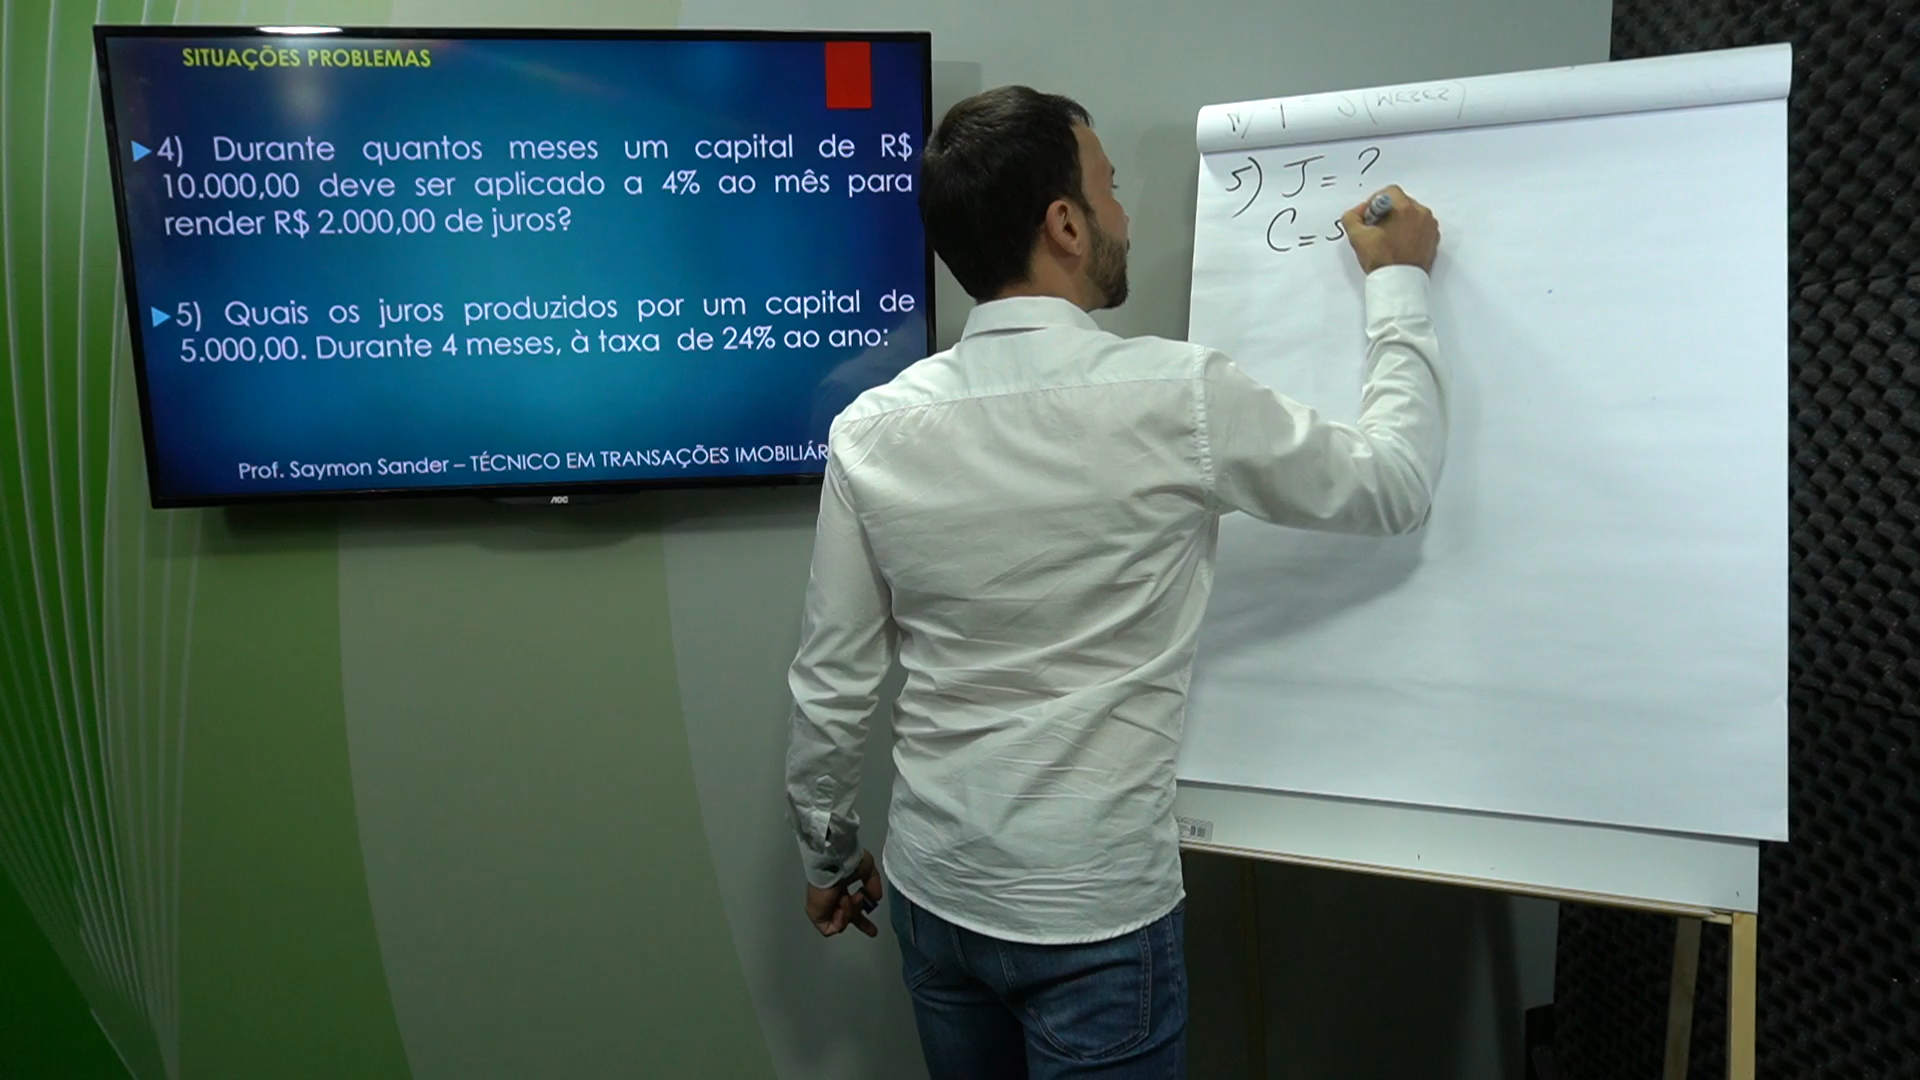 SITUAÇÕES PROBLEMAS
4) Durante quantos meses um capital de R$
10.000,00 deve ser aplicado a 4% ao mês para
render R$ 2.000,00 de juros?
5) Quais os juros produzidos por um capital de
5.000,00. Durante 4 meses, à taxa de 24% ao ano:
Prof. Saymon Sander – TÉCNICO EM TRANSAÇÕES IMOBILIÁR
AOC
5) J = ?
C = 5